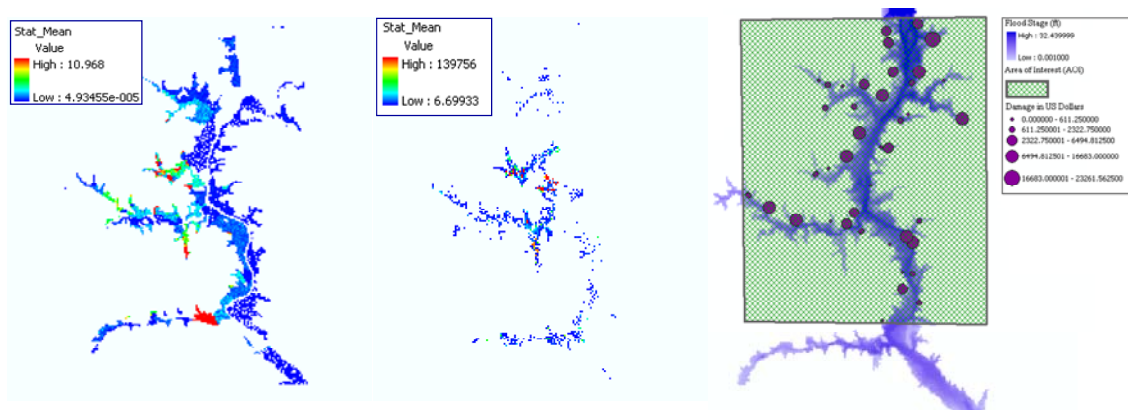 Stat_Mean
Value
High : 10.968
Low : 4.93455e-005
Stat_Mean
Value
High : 139756
Low : 6.69933
Flood Stage (ft)
High : 32.439999
Low : 0.001000
Area of Interest (AOI)
Damage in US Dollars
0.000000 - 611.250000
611.250001 - 2322.750000
2322.750001 - 6494.812500
6494.812501 - 16683.000000
16683.000001 - 23261.562500